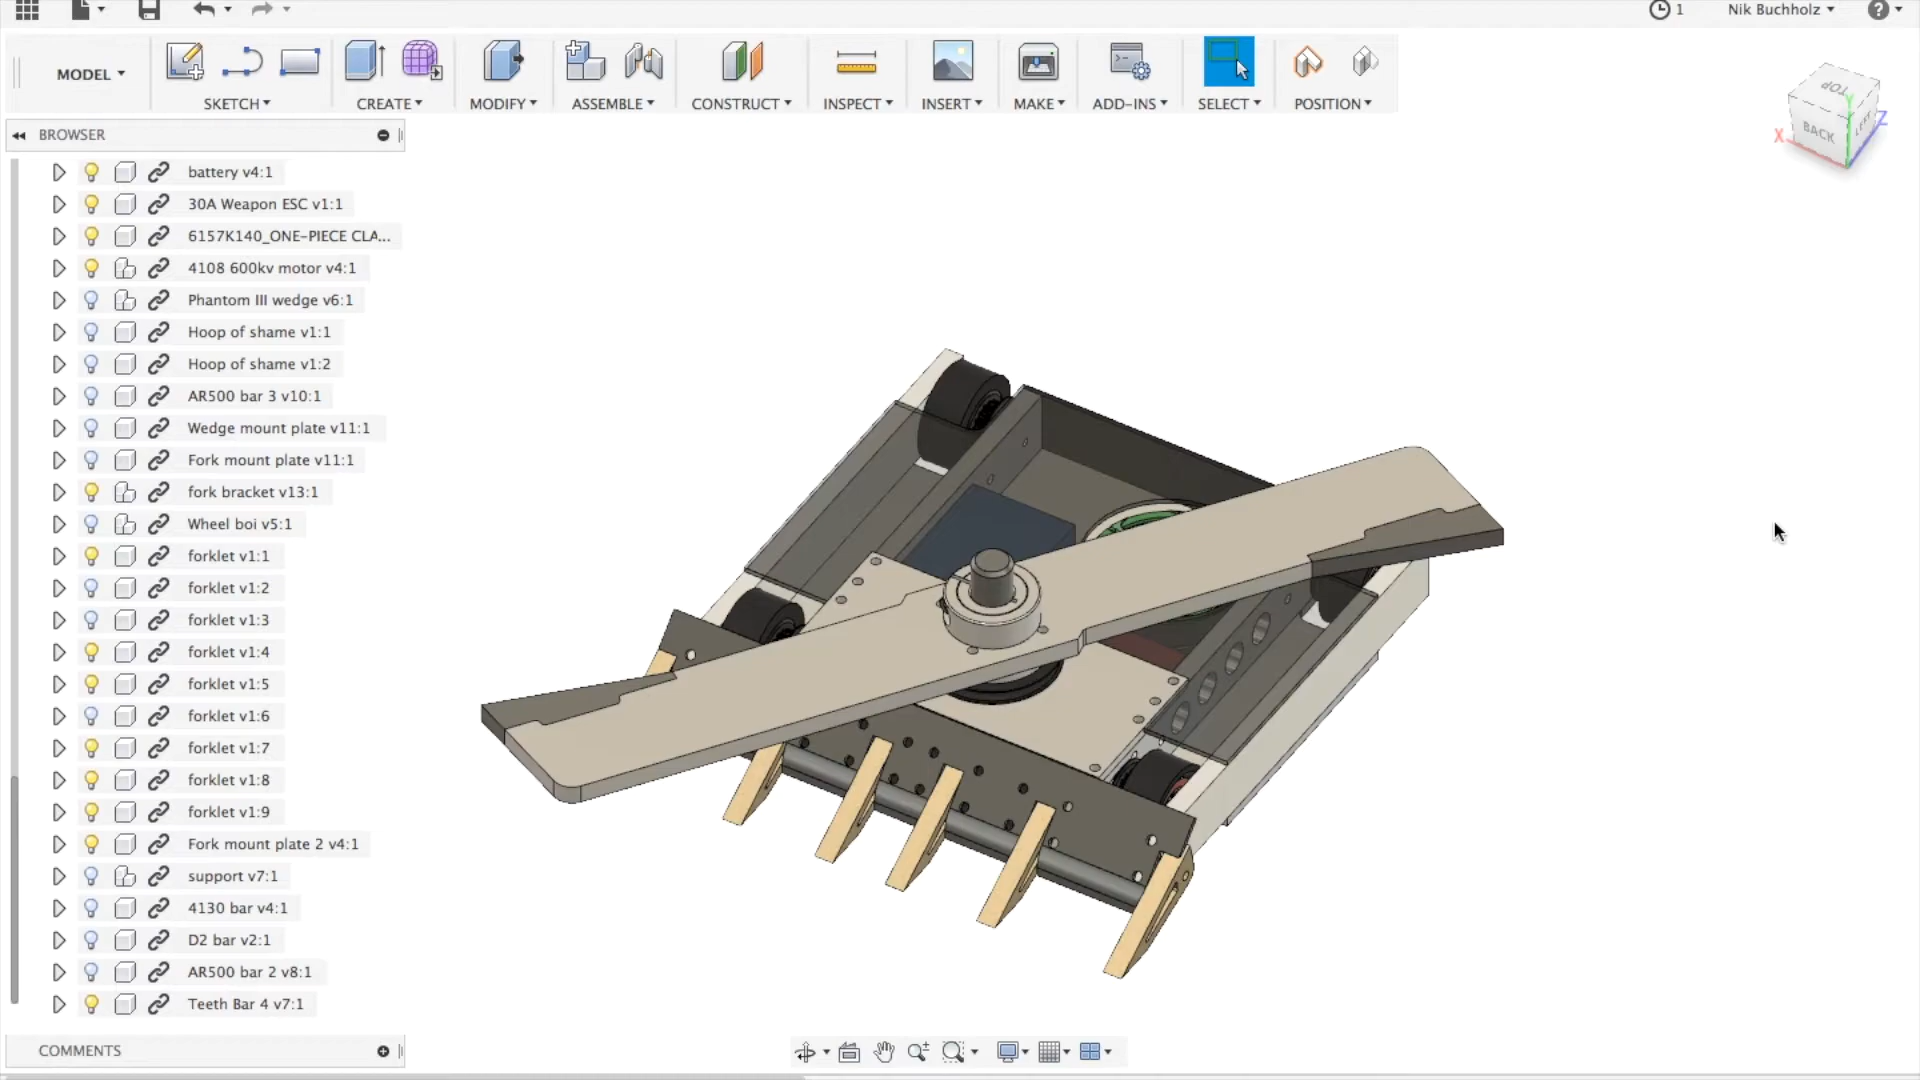 1 Nik Buchholz
MODEL
SKETCH CREATE MODIFY ASSEMBLE CONSTRUCT INSPECT INSERT MAKE ADD-INS SELECT POSITION
TOP
BACK
LEFT
X Y Z
BROWSER
battery v4:1
30A Weapon ESC v1:1
6157K140_ONE-PIECE CLA...
4108 600kv motor v4:1
Phantom III wedge v6:1
Hoop of shame v1:1
Hoop of shame v1:2
AR500 bar 3 v10:1
Wedge mount plate v11:1
Fork mount plate v11:1
fork bracket v13:1
Wheel boi v5:1
forklet v1:1
forklet v1:2
forklet v1:3
forklet v1:4
forklet v1:5
forklet v1:6
forklet v1:7
forklet v1:8
forklet v1:9
Fork mount plate 2 v4:1
support v7:1
4130 bar v4:1
D2 bar v2:1
AR500 bar 2 v8:1
Teeth Bar 4 v7:1
COMMENTS